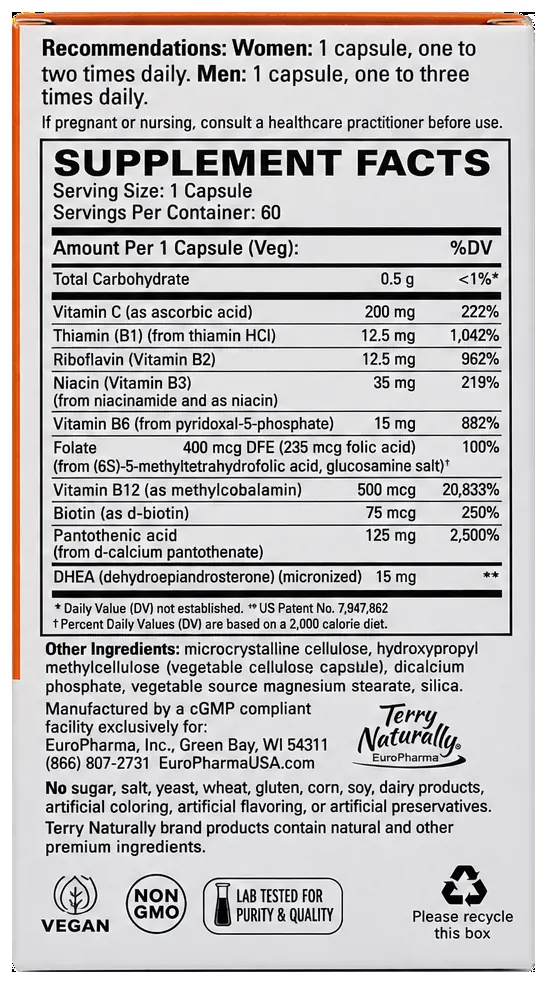 Recommendations: Women: 1 capsule, one to
two times daily. Men: 1 capsule, one to three
times daily.
If pregnant or nursing, consult a healthcare practitioner before use.
SUPPLEMENT FACTS
Serving Size: 1 Capsule
Servings Per Container: 60
Amount Per 1 Capsule (Veg): %DV
Total Carbohydrate 0.5 g <1%*
Vitamin C (as ascorbic acid) 200 mg 222%
Thiamin (B1) (from thiamin HCl) 12.5 mg 1,042%
Riboflavin (Vitamin B2) 12.5 mg 962%
Niacin (Vitamin B3) 35 mg 219%
(from niacinamide and as niacin)
Vitamin B6 (from pyridoxal-5-phosphate) 15 mg 882%
Folate 400 mcg DFE (235 mcg folic acid) 100%
(from (6S)-5-methyltetrahydrofolic acid, glucosamine salt)†
Vitamin B12 (as methylcobalamin) 500 mcg 20,833%
Biotin (as d-biotin) 75 mcg 250%
Pantothenic acid 125 mg 2,500%
(from d-calcium pantothenate)
DHEA (dehydroepiandrosterone) (micronized) 15 mg **
* Daily Value (DV) not established. US Patent No. 7,947,862
† Percent Daily Values (DV) are based on a 2,000 calorie diet.
Other Ingredients: microcrystalline cellulose, hydroxypropyl
methylcellulose (vegetable cellulose capsule), dicalcium
phosphate, vegetable source magnesium stearate, silica.
Manufactured by a cGMP compliant
facility exclusively for:
EuroPharma, Inc., Green Bay, WI 54311
(866) 807-2731 EuroPharmaUSA.com
Terry
Naturally®
EuroPharma
No sugar, salt, yeast, wheat, gluten, corn, soy, dairy products,
artificial coloring, artificial flavoring, or artificial preservatives.
Terry Naturally brand products contain natural and other
premium ingredients.
VEGAN
NON
GMO
LAB TESTED FOR
PURITY & QUALITY
Please recycle
this box